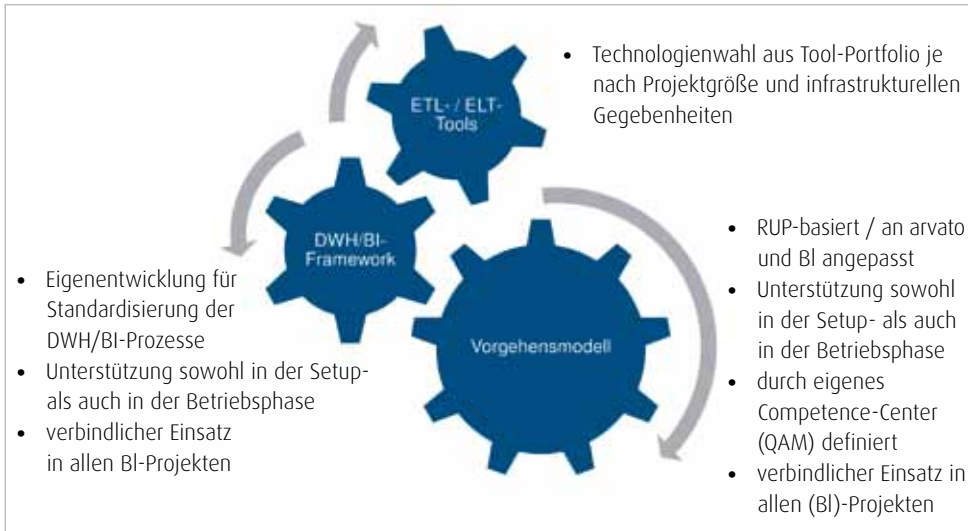 ETL- / ELT-
Tools
• Technologienwahl aus Tool-Portfolio je
nach Projektgröße und infrastrukturellen
Gegebenheiten
DWH/BI-
Framework
• Eigenentwicklung für
Standardisierung der
DWH/BI-Prozesse
• Unterstützung sowohl in der Setup-
als auch in der Betriebsphase
• verbindlicher Einsatz
in allen BI-Projekten
Vorgehensmodell
• RUP-basiert / an arvato
und BI angepasst
• Unterstützung sowohl
in der Setup- als auch
in der Betriebsphase
• durch eigenes
Competence-Center
(QAM) definiert
• verbindlicher Einsatz in
allen (BI)-Projekten